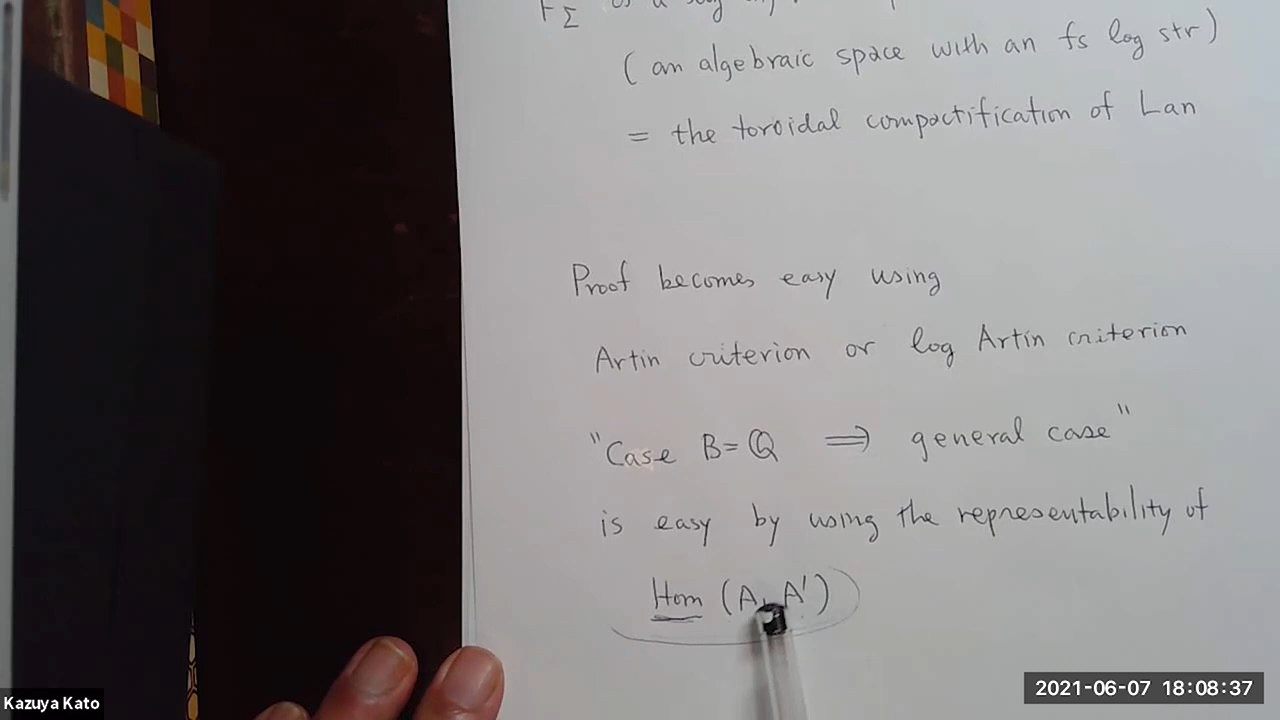 F_Σ is a
(an algebraic space with an fs log str)
= the toroidal compactification of Lan
Proof becomes easy using
Artin criterion or log Artin criterion
"Case B=ℚ ⟹ general case"
is easy by using the representability of
Hom (A, A')
Kazuya Kato
2021-06-07 18:08:37